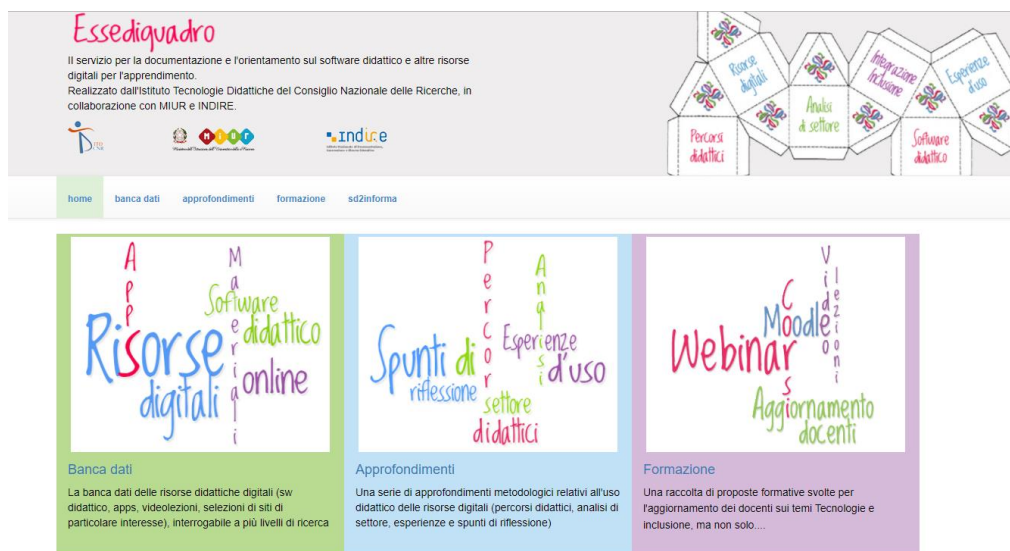 Essediquadro
Il servizio per la documentazione e l'orientamento sul software didattico e altre risorse
digitali per l'apprendimento.
Realizzato dall'Istituto Tecnologie Didattiche del Consiglio Nazionale delle Ricerche, in
collaborazione con MIUR e INDIRE.
MIUR
indire
Risorse
digitali
Integrazione
Inclusione
Esperienze
d'uso
Analisi
di settore
Percorsi
didattici
Software
didattico
home
banca dati
approfondimenti
formazione
sd2informa
Apps
Materiali
Software
didattico
Risorse
online
digitali
Percorsi
Analisi
Esperienze
d'uso
Spunti di
riflessione
settore
didattici
Video
lezioni
Corsi
Moodle
Webinar
Aggiornamento
docenti
Banca dati
La banca dati delle risorse didattiche digitali (sw
didattico, apps, videolezioni, selezioni di siti di
particolare interesse), interrogabile a più livelli di ricerca
Approfondimenti
Una serie di approfondimenti metodologici relativi all'uso
didattico delle risorse digitali (percorsi didattici, analisi di
settore, esperienze e spunti di riflessione)
Formazione
Una raccolta di proposte formative svolte per
l'aggiornamento dei docenti sui temi Tecnologie e
inclusione, ma non solo....